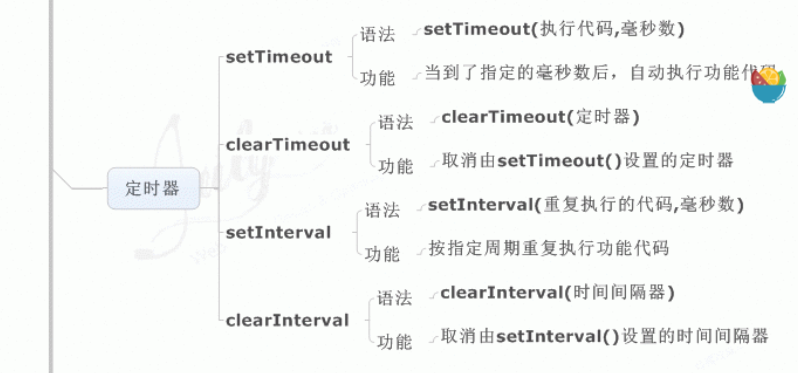 定时器
setTimeout
语法
setTimeout(执行代码,毫秒数)
功能
当到了指定的毫秒数后，自动执行功能代码
clearTimeout
语法
clearTimeout(定时器)
功能
取消由setTimeout()设置的定时器
setInterval
语法
setInterval(重复执行的代码,毫秒数)
功能
按指定周期重复执行功能代码
clearInterval
语法
clearInterval(时间间隔器)
功能
取消由setInterval()设置的时间间隔器